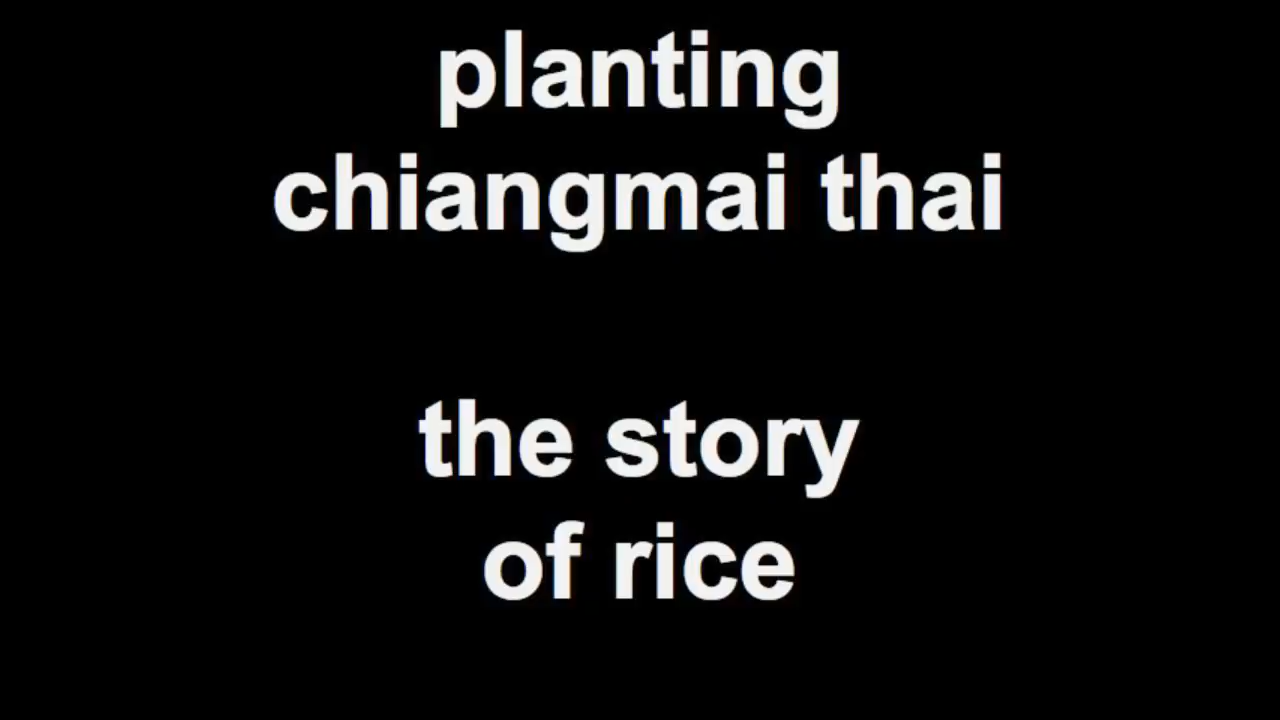 planting
chiangmai thai
the story
of rice